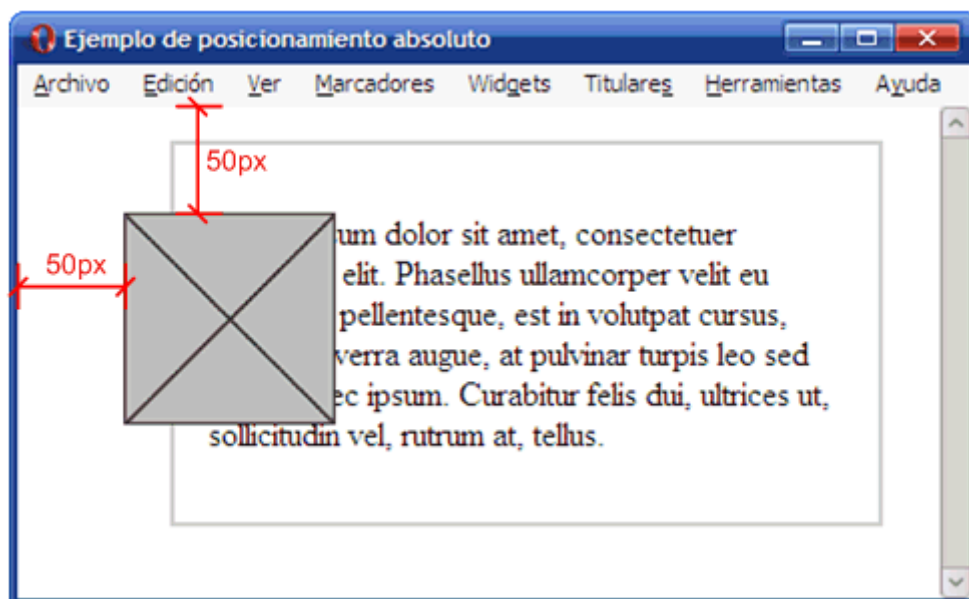 Ejemplo de posicionamiento absoluto
Archivo Edición Ver Marcadores Widgets Titulares Herramientas Ayuda
50px
50px
sum dolor sit amet, consectetuer
elit. Phasellus ullamcorper velit eu
pellentesque, est in volutpat cursus,
verra augue, at pulvinar turpis leo sed
ec ipsum. Curabitur felis dui, ultrices ut,
sollicitudin vel, rutrum at, tellus.